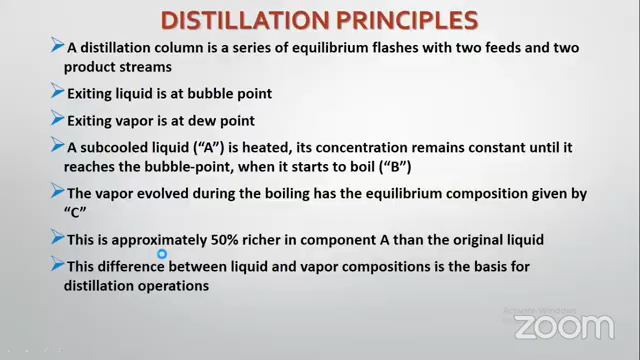 DISTILLATION PRINCIPLES
A distillation column is a series of equilibrium flashes with two feeds and two
product streams
Exiting liquid is at bubble point
Exiting vapor is at dew point
A subcooled liquid (“A”) is heated, its concentration remains constant until it
reaches the bubble-point, when it starts to boil (“B”)
The vapor evolved during the boiling has the equilibrium composition given by
“C”
This is approximately 50% richer in component A than the original liquid
This difference between liquid and vapor compositions is the basis for
distillation operations
Activate Windows
zoom